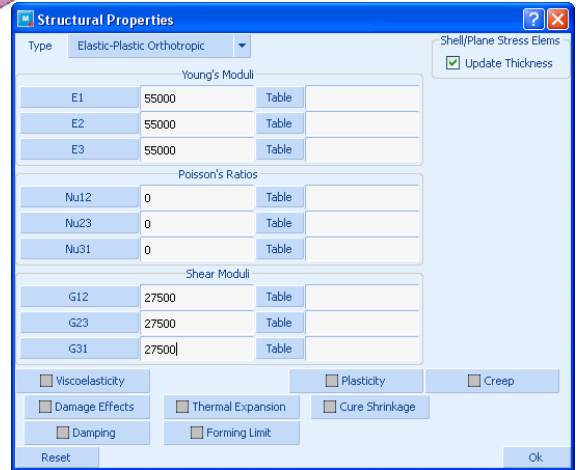 Structural Properties
Type Elastic-Plastic Orthotropic
Shell/Plane Stress Elems
Update Thickness
Young's Moduli
E1 55000 Table
E2 55000 Table
E3 55000 Table
Poisson's Ratios
Nu12 0 Table
Nu23 0 Table
Nu31 0 Table
Shear Moduli
G12 27500 Table
G23 27500 Table
G31 27500 Table
Viscoelasticity Plasticity Creep
Damage Effects Thermal Expansion Cure Shrinkage
Damping Forming Limit
Reset Ok